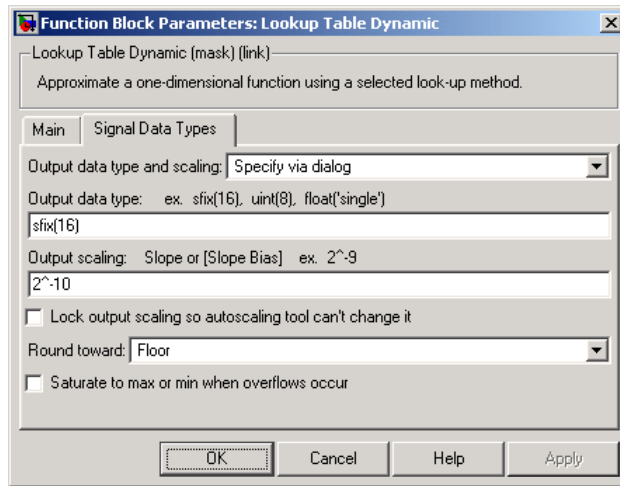 Function Block Parameters: Lookup Table Dynamic
Lookup Table Dynamic (mask) (link)
Approximate a one-dimensional function using a selected look-up method.
Main Signal Data Types
Output data type and scaling: Specify via dialog
Output data type: ex. sfix(16), uint(8), float('single')
sfix(16)
Output scaling: Slope or [Slope Bias] ex. 2^-9
2^-10
Lock output scaling so autoscaling tool can't change it
Round toward: Floor
Saturate to max or min when overflows occur
OK Cancel Help Apply